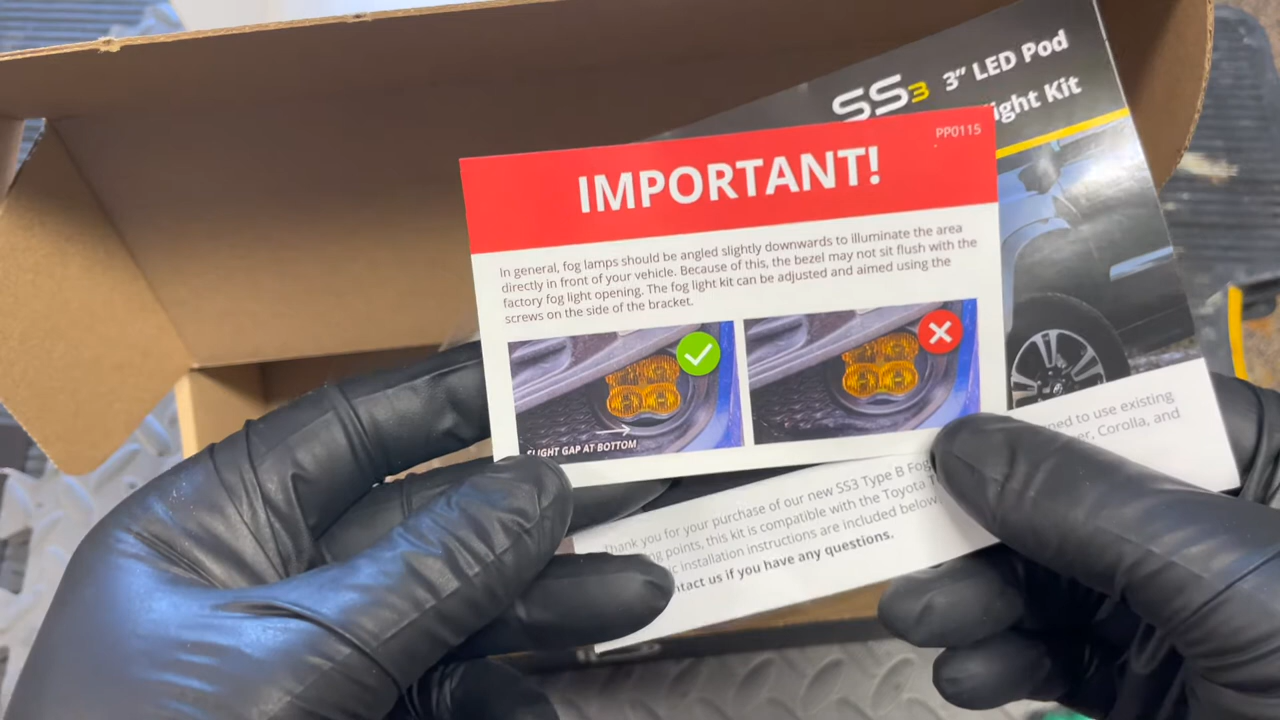 SS3 3" LED Pod
ight Kit
PP0115
IMPORTANT!
In general, fog lamps should be angled slightly downwards to illuminate the area
directly in front of your vehicle. Because of this, the bezel may not sit flush with the
factory fog light opening. The fog light kit can be adjusted and aimed using the
screws on the side of the bracket.
SLIGHT GAP AT BOTTOM
ned to use existing
er, Corolla, and
Thank you for your purchase of our new SS3 Type B Fog
ng points, this kit is compatible with the Toyota T
ic installation instructions are included below
ntact us if you have any questions.